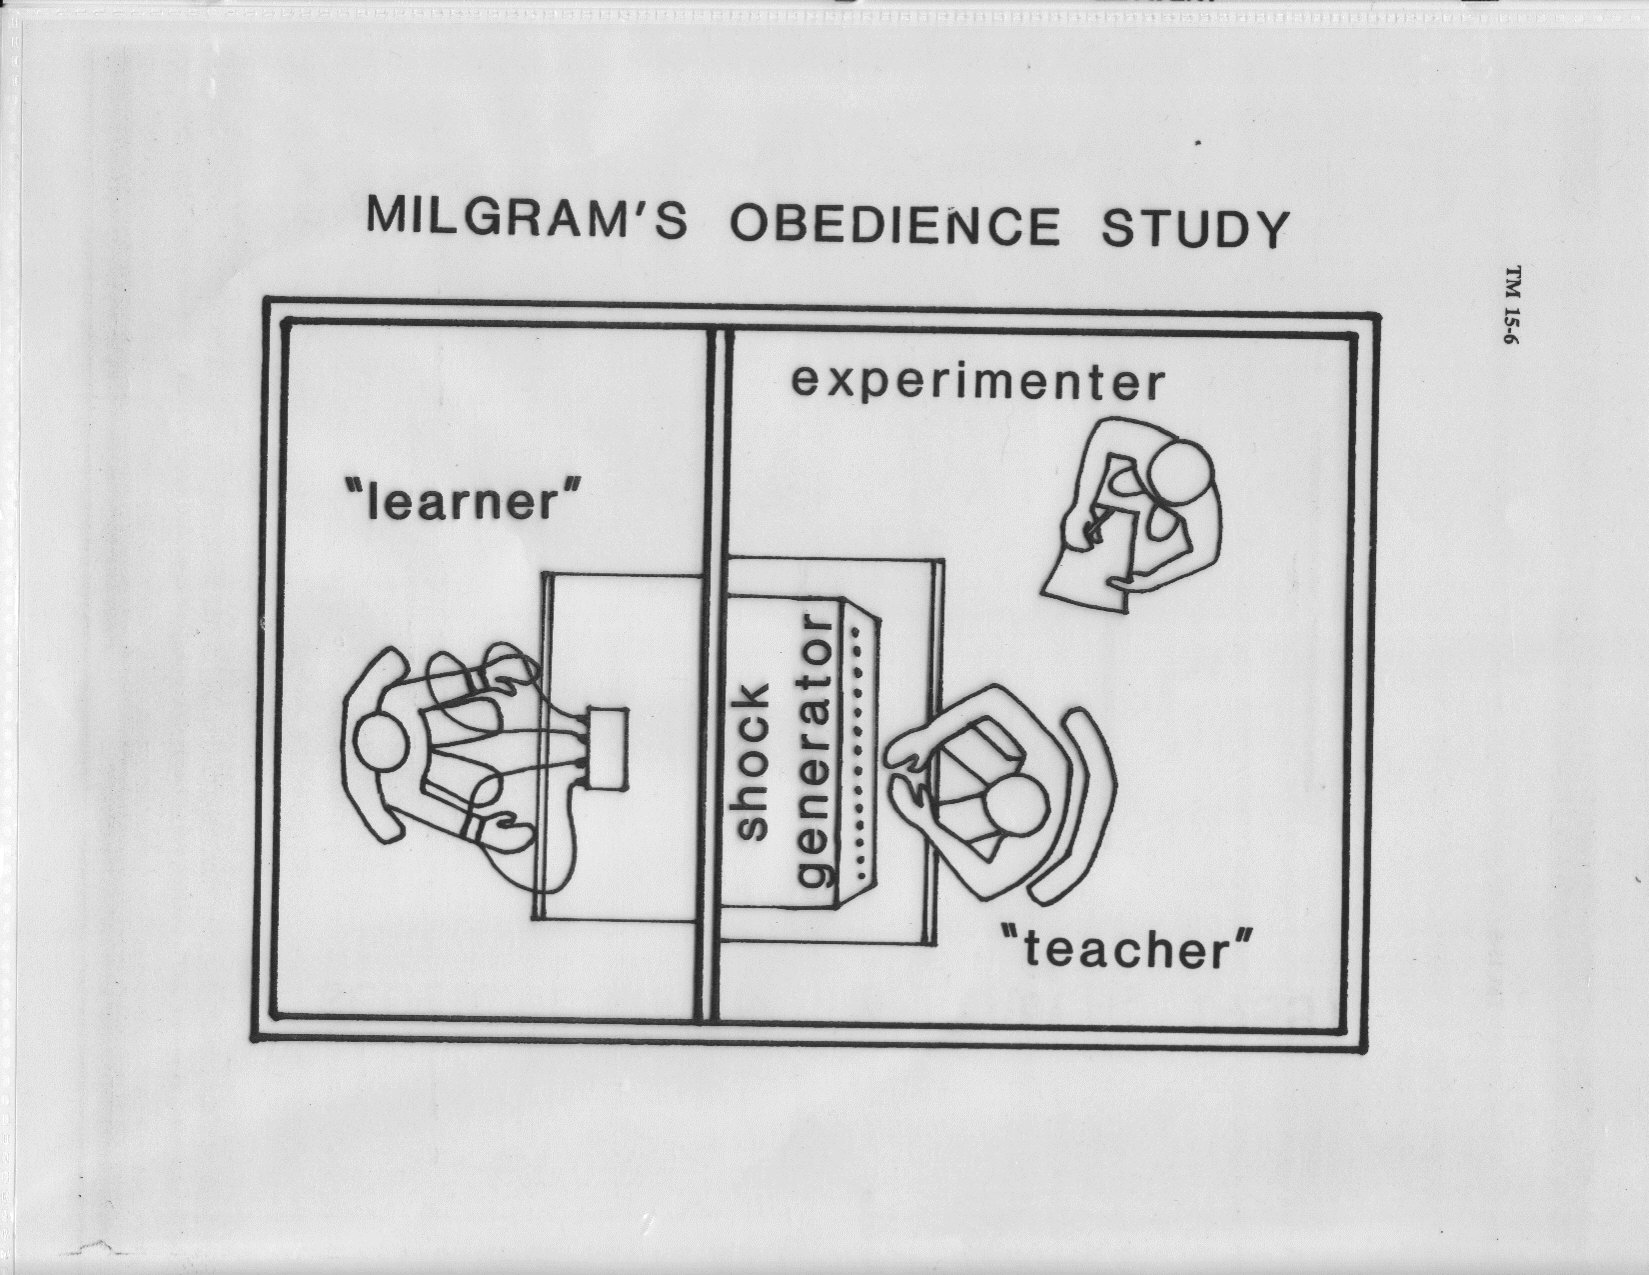 MILGRAM'S OBEDIENCE STUDY
TM 15-6
experimenter
"learner"
shock
generator
"teacher"